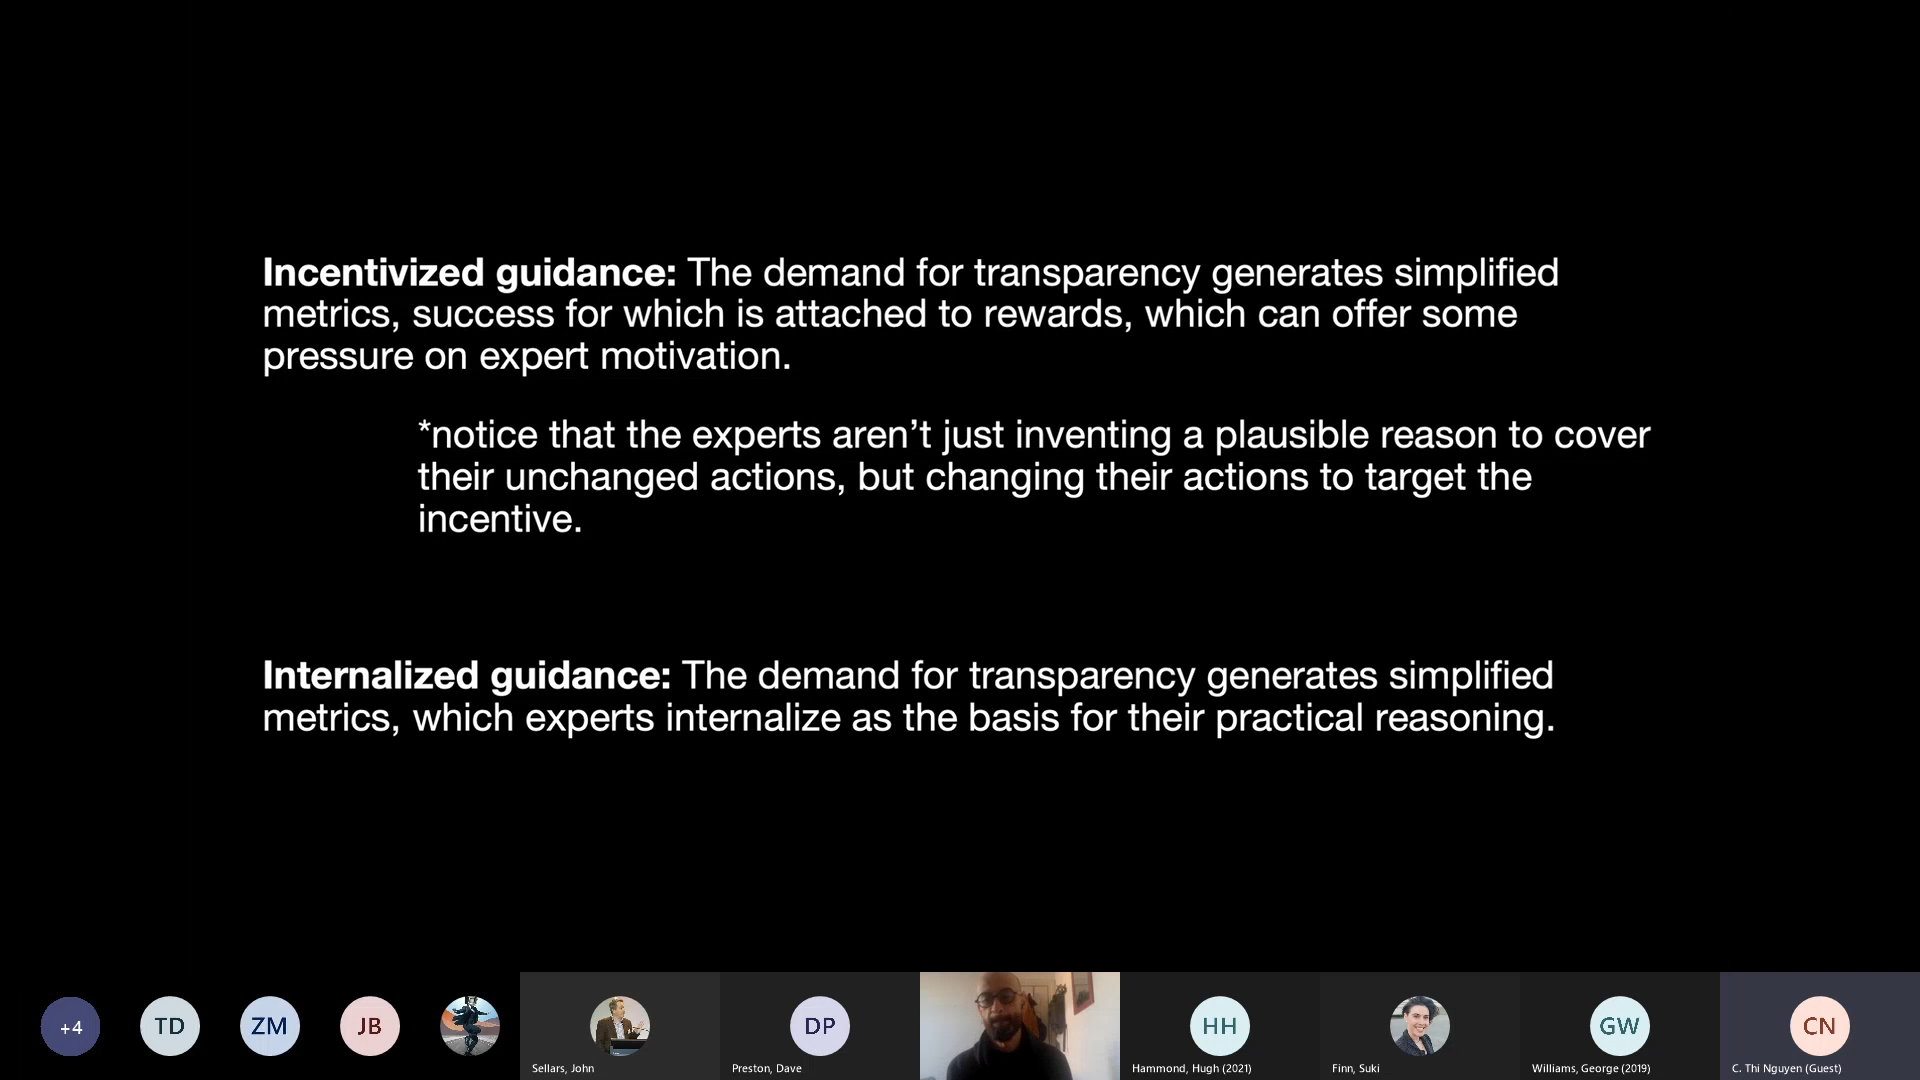 Incentivized guidance: The demand for transparency generates simplified
metrics, success for which is attached to rewards, which can offer some
pressure on expert motivation.
*notice that the experts aren’t just inventing a plausible reason to cover
their unchanged actions, but changing their actions to target the
incentive.
Internalized guidance: The demand for transparency generates simplified
metrics, which experts internalize as the basis for their practical reasoning.
+4
TD
ZM
JB
Sellars, John
DP
Preston, Dave
HH
Hammond, Hugh (2021)
Finn, Suki
GW
Williams, George (2019)
CN
C. Thi Nguyen (Guest)